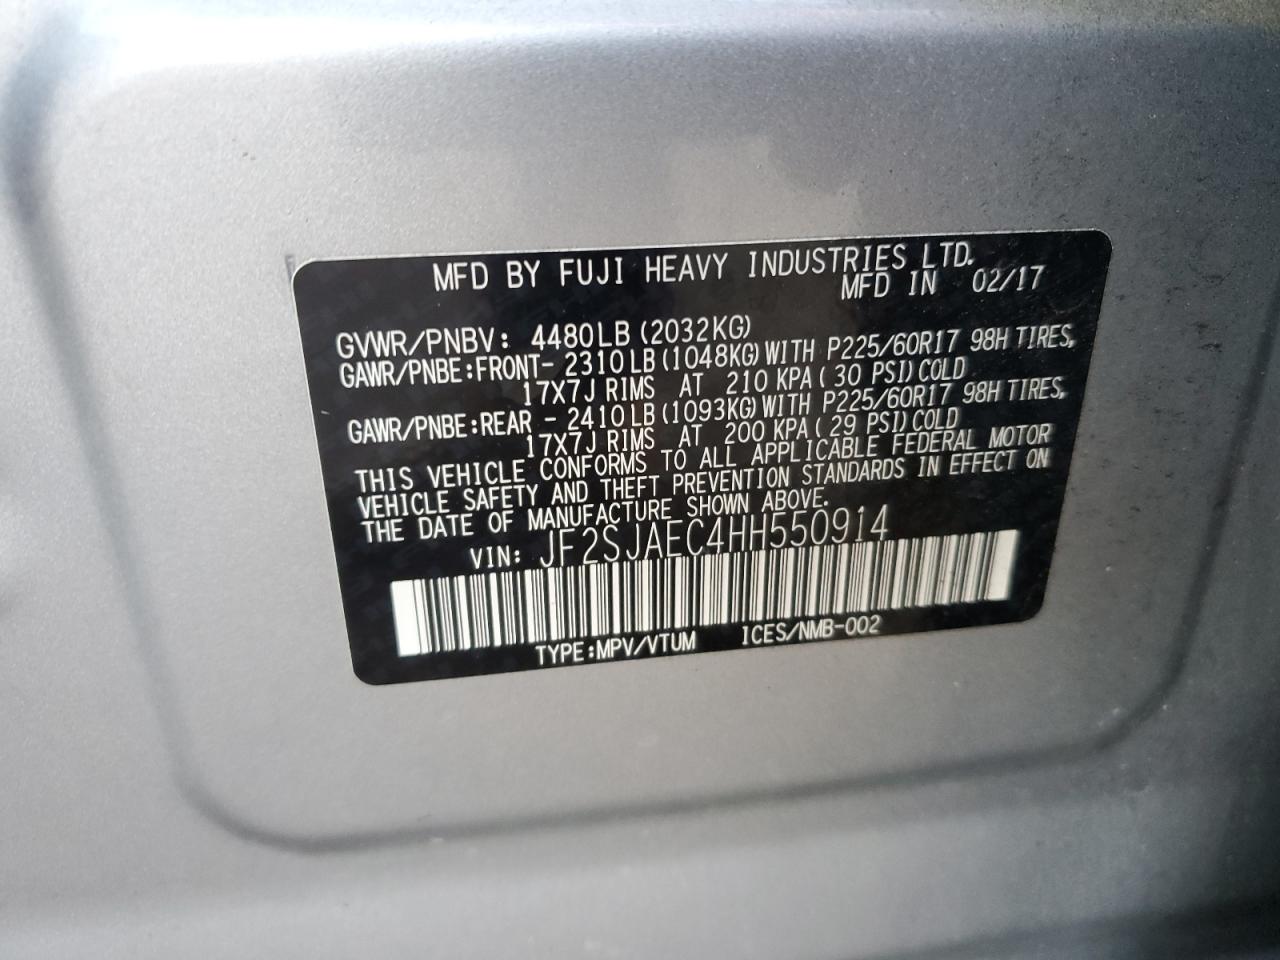 MFD BY FUJI HEAVY INDUSTRIES LTD.
MFD IN 02/17
GVWR/PNBV: 4480LB (2032KG)
GAWR/PNBE:FRONT- 2310LB (1048KG) WITH P225/60R17 98H TIRES,
17X7J RIMS AT 210 KPA ( 30 PSI) COLD
GAWR/PNBE:REAR - 2410LB (1093KG) WITH P225/60R17 98H TIRES,
17X7J RIMS AT 200 KPA ( 29 PSI) COLD
THIS VEHICLE CONFORMS TO ALL APPLICABLE FEDERAL MOTOR
VEHICLE SAFETY AND THEFT PREVENTION STANDARDS IN EFFECT ON
THE DATE OF MANUFACTURE SHOWN ABOVE.
VIN: JF2SJAEC4HH550914
TYPE:MPV/VTUM ICES/NMB-002